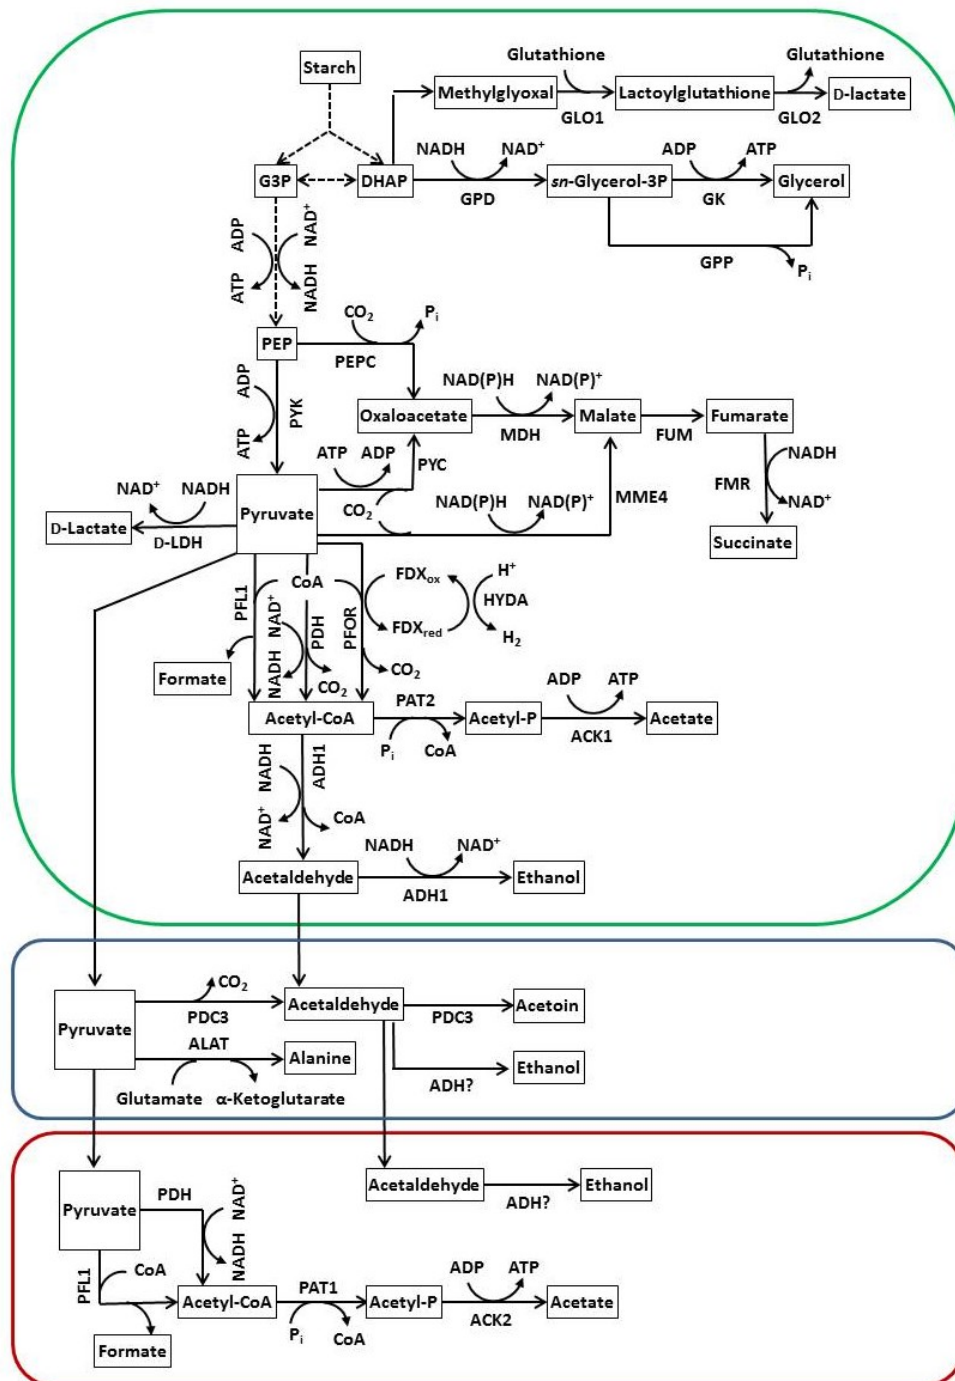 Starch
Glutathione
Glutathione
Methylglyoxal
Lactoylglutathione
D-lactate
GLO1
GLO2
NADH
NAD+
ADP
ATP
G3P
DHAP
sn-Glycerol-3P
Glycerol
GPD
GK
ADP
NAD+
GPP
Pi
ATP
NADH
CO2
Pi
PEP
PEPC
ADP
PYK
ATP
NAD(P)H
NAD(P)+
Oxaloacetate
Malate
Fumarate
MDH
FUM
ATP
ADP
PYC
NADH
FMR
NAD+
Pyruvate
CO2
NAD(P)H
NAD(P)+
MME4
NAD+
NADH
D-Lactate
D-LDH
Succinate
PFL1
CoA
NAD+
PDH
PFOR
FDXox
H+
HYDA
FDXred
H2
Formate
NADH
CO2
CO2
ADP
ATP
PAT2
Acetyl-CoA
Acetyl-P
Acetate
Pi
CoA
ACK1
NADH
ADH1
NAD+
CoA
NADH
NAD+
Acetaldehyde
Ethanol
ADH1
CO2
Pyruvate
Acetaldehyde
Acetoin
PDC3
PDC3
ALAT
Alanine
Ethanol
ADH?
Glutamate
α-Ketoglutarate
Acetaldehyde
Ethanol
ADH?
Pyruvate
PDH
NAD+
NADH
PFL1
CoA
PAT1
ADP
ATP
Acetyl-CoA
Acetyl-P
Acetate
Pi
CoA
ACK2
Formate